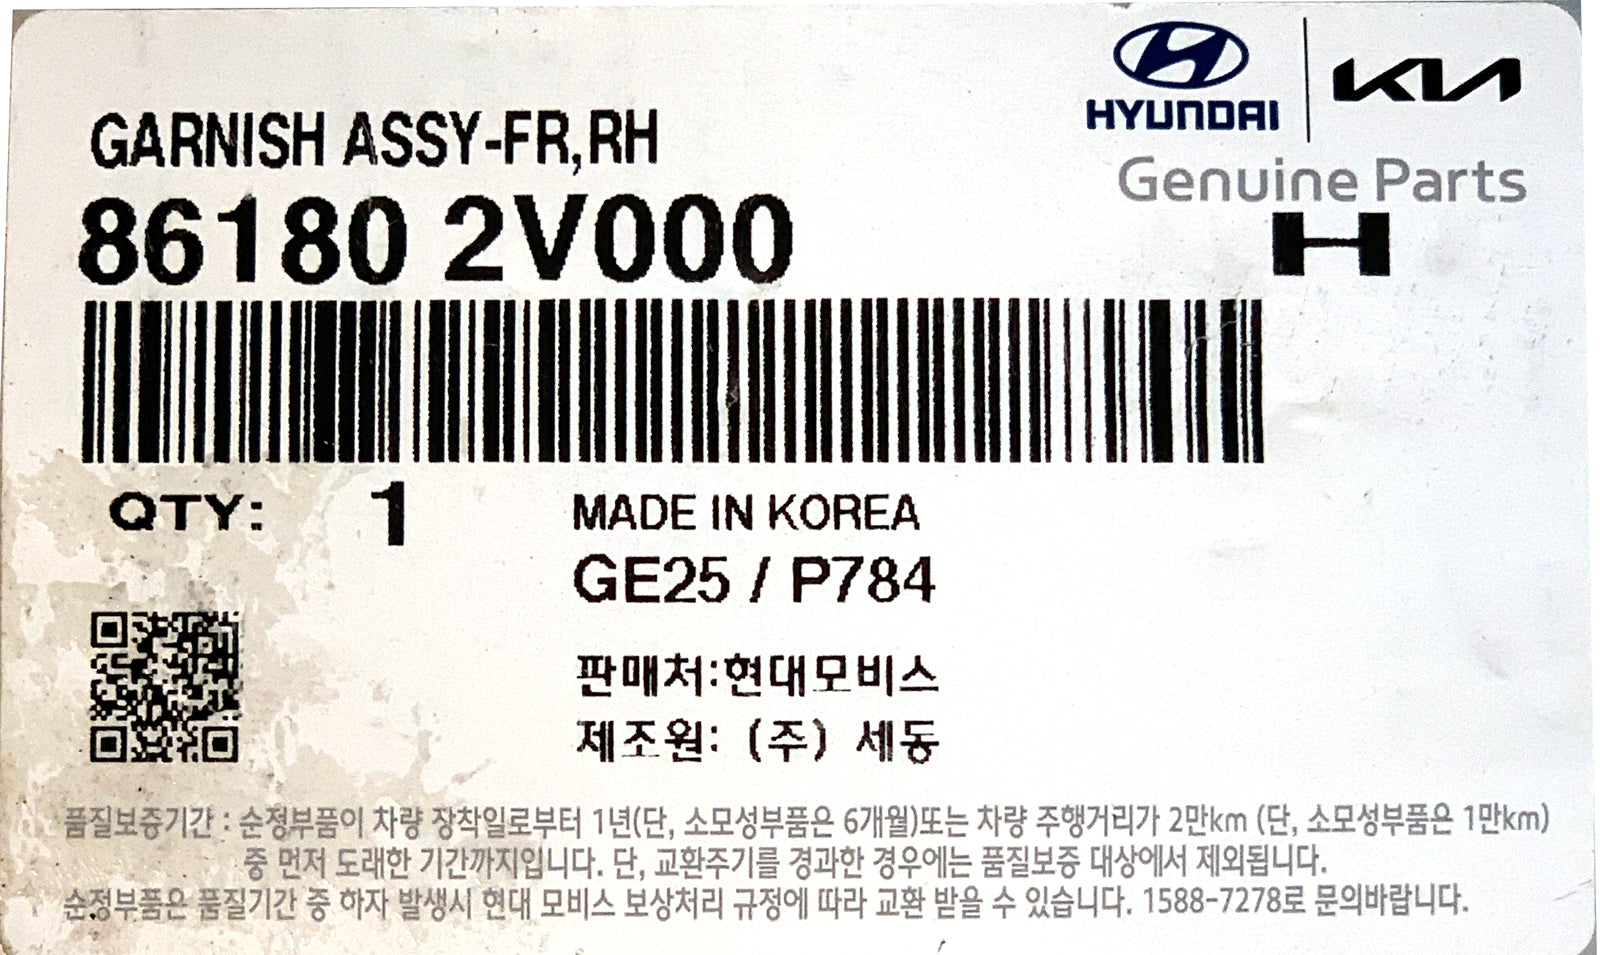 HYUNDAI
KIA
Genuine Parts
GARNISH ASSY-FR,RH
86180 2V000
H
QTY: 1
MADE IN KOREA
GE25 / P784
판매처:현대모비스
제조원: (주) 세동
품질보증기간 : 순정부품이 차량 장착일로부터 1년(단, 소모성부품은 6개월)또는 차량 주행거리가 2만km (단, 소모성부품은 1만km)
중 먼저 도래한 기간까지입니다. 단, 교환주기를 경과한 경우에는 품질보증 대상에서 제외됩니다.
순정부품은 품질기간 중 하자 발생시 현대 모비스 보상처리 규정에 따라 교환 받을 수 있습니다. 1588-7278로 문의바랍니다.